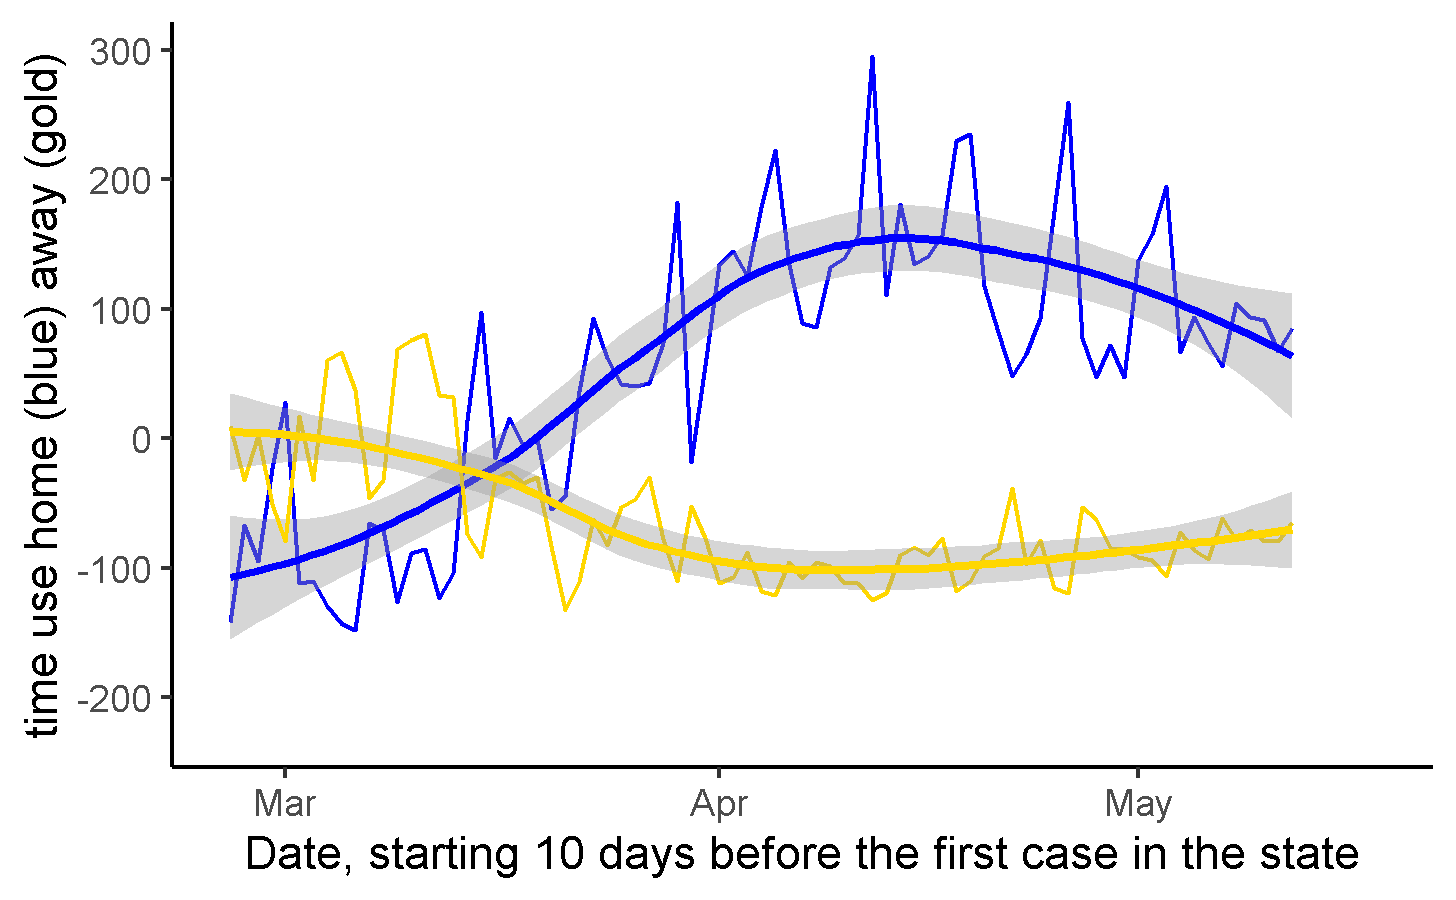 time use home (blue) away (gold)
300
200
100
0
-100
-200
Mar
Apr
May
Date, starting 10 days before the first case in the state